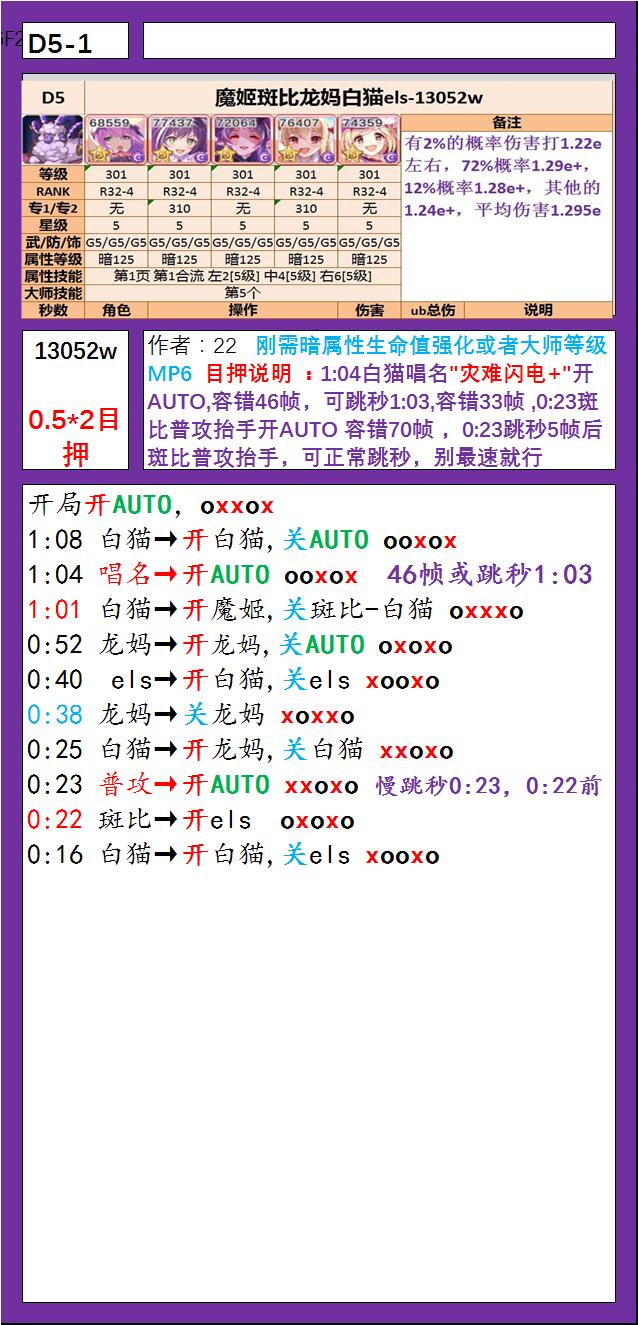 D5-1
D5 魔姬斑比龙妈白猫els-13052w
68559 77437 72064 76407 74359 备注
有2%的概率伤害打1.22e
左右，72%概率1.29e+，
12%概率1.28e+，其他的
1.24e+，平均伤害1.295e
等级 301 301 301 301 301
RANK R32-4 R32-4 R32-4 R32-4 R32-4
专1/专2 无 310 无 310 无
星级 5 5 5 5 5
武/防/饰 G5/G5/G5 G5/G5/G5 G5/G5/G5 G5/G5/G5 G5/G5/G5
属性等级 暗125 暗125 暗125 暗125 暗125
属性技能 第1页 第1合流 左2[5级] 中4[5级] 右6[5级]
大师技能 第5个
秒数 角色 操作 伤害 ub总伤 说明
13052w
0.5*2目
押
作者：22 刚需暗属性生命值强化或者大师等级
MP6 目押说明 ：1:04白猫唱名"灾难闪电+"开
AUTO,容错46帧，可跳秒1:03,容错33帧 ,0:23斑
比普攻抬手开AUTO 容错70帧 ，0:23跳秒5帧后
斑比普攻抬手，可正常跳秒，别最速就行
开局开AUTO，oxxox
1:08 白猫→开白猫,关AUTO ooxox
1:04 唱名→开AUTO ooxox 46帧或跳秒1:03
1:01 白猫→开魔姬,关斑比-白猫 oxxxo
0:52 龙妈→开龙妈,关AUTO oxoxo
0:40 els→开白猫,关els xooxo
0:38 龙妈→关龙妈 xoxxo
0:25 白猫→开龙妈,关白猫 xxoxo
0:23 普攻→开AUTO xxoxo 慢跳秒0:23，0:22前
0:22 斑比→开els oxoxo
0:16 白猫→开白猫,关els xooxo